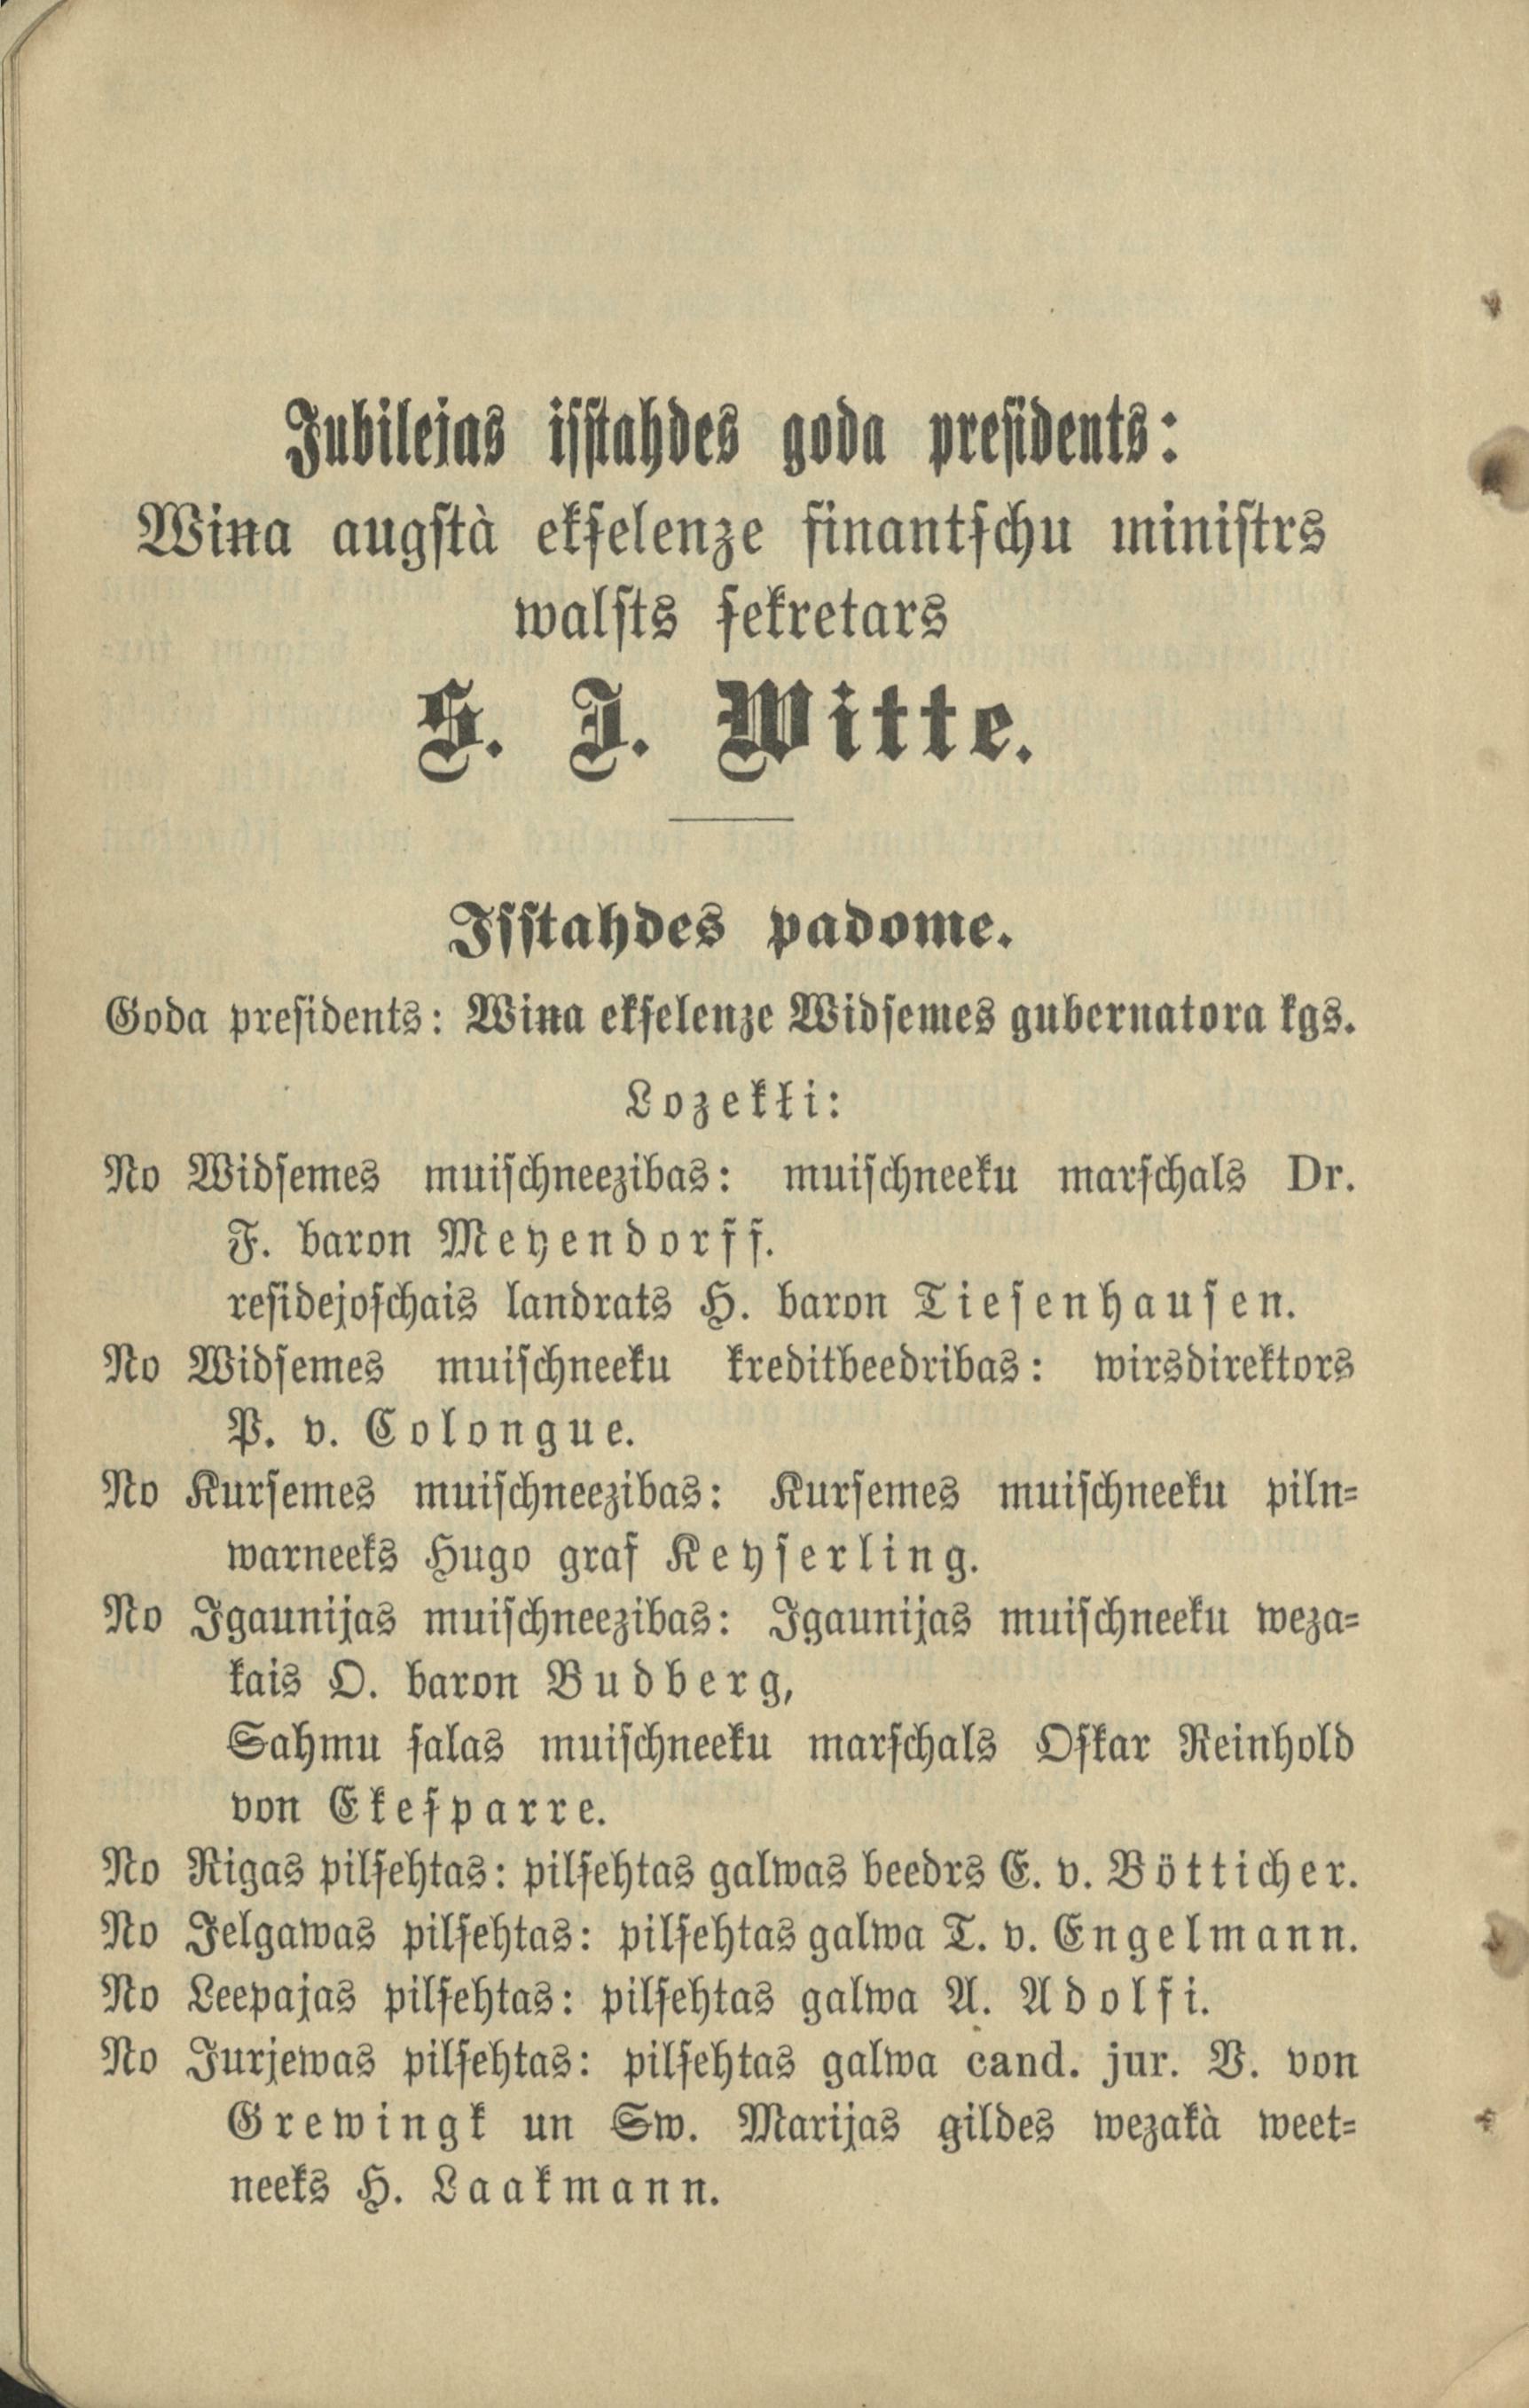 Jubilejas isstahdes goda presidents:
Wiņa augstà ekſelenze finantſchu ministrs
walsts ſekretars
S. J. Witte.
Isstahdes padome.
Goda presidents: Wiņa ekſelenze Widsemes gubernatora kgs.
Lozekļi:
No Widsemes muischneezibas: muischneeku marſchals Dr.
F. baron Meyendorff.
residejoſchais landrats H. baron Tiesenhauſen.
No Widsemes muischneeku kreditbeedribas: wirsdirektors
P. v. Colongue.
No Kurſemes muischneezibas: Kurſemes muischneeku piln=
warneeks Hugo graf Keyſerling.
No Igaunijas muischneezibas: Igaunijas muischneeku weza=
kais O. baron Budberg,
Sahmu ſalas muischneeku marſchals Oſkar Reinhold
von Ekeſparre.
No Rigas pilſehtas: pilſehtas galwas beedrs E. v. Bötticher.
No Jelgawas pilſehtas: pilſehtas galwa T. v. Engelmann.
No Leepajas pilſehtas: pilſehtas galwa A. Adolfi.
No Jurjewas pilſehtas: pilſehtas galwa cand. jur. V. von
Grewingk un Sw. Marijas gildes wezakà weet=
neeks H. Laakmann.